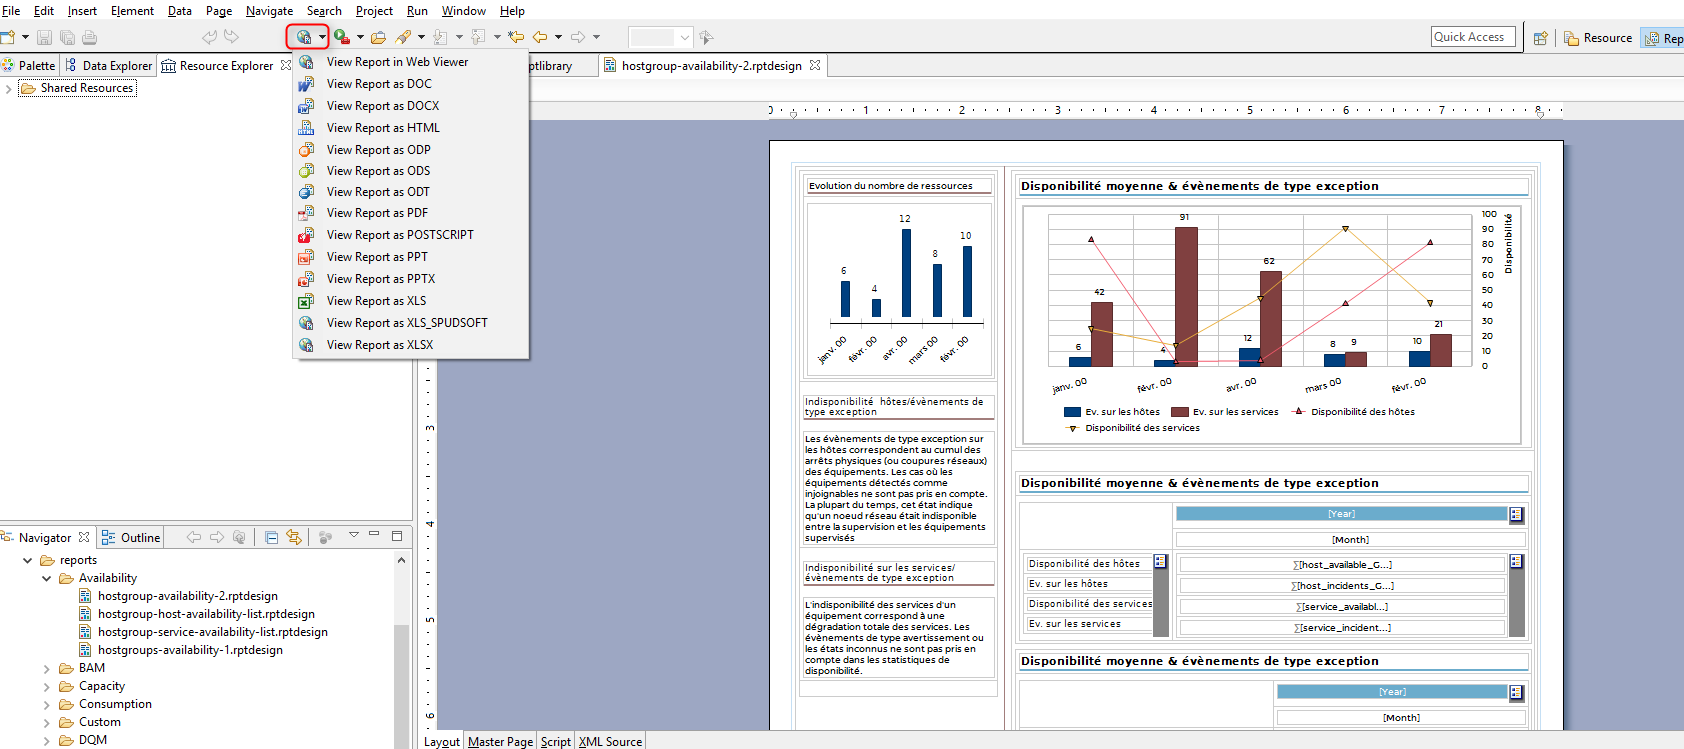 File Edit Insert Element Data Page Navigate Search Project Run Window Help
Quick Access
Resource
Rep
Palette
Data Explorer
Resource Explorer
ptlibrary
hostgroup-availability-2.rptdesign
Shared Resources
View Report in Web Viewer
View Report as DOC
View Report as DOCX
View Report as HTML
View Report as ODP
View Report as ODS
View Report as ODT
View Report as PDF
View Report as POSTSCRIPT
View Report as PPT
View Report as PPTX
View Report as XLS
View Report as XLS_SPUDSOFT
View Report as XLSX
0 1 2 3 4 5 6 7 8
3
4
5
6
Evolution du nombre de ressources
12
10
8
6
4
janv. 00 févr. 00 avr. 00 mars 00 févr. 00
Indisponibilité hôtes/évènements de
type exception
Les évènements de type exception sur
les hôtes correspondent au cumul des
arrêts physiques (ou coupures réseaux)
des équipements. Les cas où les
équipements détectés comme
injoignables ne sont pas pris en compte.
La plupart du temps, cet état indique
qu'un noeud réseau était indisponible
entre la supervision et les équipements
supervisés
Indisponibilité sur les services/
évènements de type exception
L'indisponibilité des services d'un
équipement correspond à une
dégradation totale des services. Les
évènements de type avertissement ou
les états inconnus ne sont pas pris en
compte dans les statistiques de
disponibilité.
Disponibilité moyenne & évènements de type exception
91
62
42
21
6 4 12 8 9 10
100
90
80
70
60
50
40
30
20
10
0
Disponibilité
janv. 00 févr. 00 avr. 00 mars 00 févr. 00
Ev. sur les hôtes Ev. sur les services Disponibilité des hôtes
Disponibilité des services
Disponibilité moyenne & évènements de type exception
[Year]
[Month]
Disponibilité des hôtes
∑[host_available_G...]
Ev. sur les hôtes
∑[host_incidents_G...]
Disponibilité des services
∑[service_availabl...]
Ev. sur les services
∑[service_incident...]
Disponibilité moyenne & évènements de type exception
[Year]
[Month]
Navigator
Outline
reports
Availability
hostgroup-availability-2.rptdesign
hostgroup-host-availability-list.rptdesign
hostgroup-service-availability-list.rptdesign
hostgroups-availability-1.rptdesign
BAM
Capacity
Consumption
Custom
DQM
Layout Master Page Script XML Source